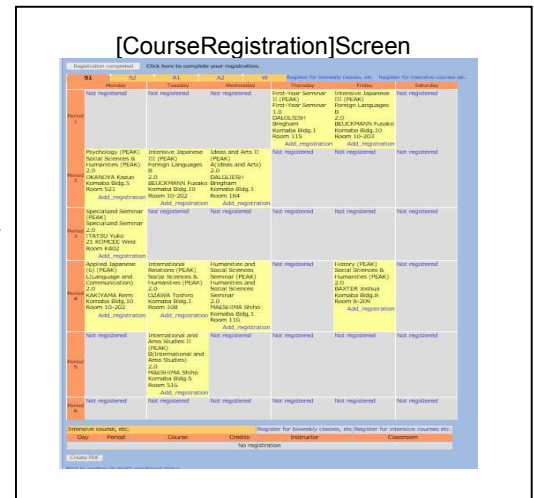 [CourseRegistration]Screen
Registration completed Click here to complete your registration.
S1 S2 A1 A2 W Register for biweekly classes, etc Register for intensive courses etc.
Monday Tuesday Wednesday Thursday Friday Saturday
Period 1
Not registered
Not registered
Not registered
First-Year Seminar
II (PEAK)
First-Year Seminar
1.0
DALGLIESH
Bregham
Komaba Bldg.1
Room 115
Add_registration
Intensive Japanese
III (PEAK)
Foreign Languages
B
2.0
BEUCKMANN Fusako
Komaba Bldg.10
Room 10-203
Add_registration
Not registered
Period 2
Psychology (PEAK)
Social Sciences &
Humanities (PEAK)
2.0
OKANOYA Kazuo
Komaba Bldg.5
Room 521
Add_registration
Intensive Japanese
III (PEAK)
Foreign Languages
B
2.0
BEUCKMANN Fusako
Komaba Bldg.10
Room 10-202
Add_registration
Ideas and Arts II
(PEAK)
A(Ideas and Arts)
2.0
DALGLIESH
Bregham
Komaba Bldg.1
Room 184
Add_registration
Not registered
Not registered
Not registered
Period 3
Specialized Seminar
(PEAK)
Specialized Seminar
2.0
ITATSU Yuko
21 KOMCEE West
Room K402
Add_registration
Not registered
Not registered
Not registered
Not registered
Not registered
Period 4
Applied Japanese
(G) (PEAK)
L(Language and
Communication)
2.0
KAKIYAMA Remi
Komaba Bldg.10
Room 10-202
Add_registration
International
Relations (PEAK)
Social Sciences &
Humanities (PEAK)
2.0
OZAWA Toshiro
Komaba Bldg.1
Room 108
Add_registration
Humanities and
Social Sciences
Seminar (PEAK)
Humanities and
Social Sciences
Seminar
2.0
MAESHIMA Shiho
Komaba Bldg.1
Room 116
Add_registration
Not registered
History (PEAK)
Social Sciences &
Humanities (PEAK)
2.0
BAXTER Joshua
Komaba Bldg.8
Room 8-209
Add_registration
Not registered
Period 5
Not registered
International and
Area Studies II
(PEAK)
B(International and
Area Studies)
2.0
MAESHIMA Shiho
Komaba Bldg.5
Room 516
Add_registration
Not registered
Not registered
Not registered
Not registered
Period 6
Not registered
Not registered
Not registered
Not registered
Not registered
Not registered
Intensive course, etc. Register for biweekly classes, etc Register for intensive courses etc.
Day Period Course Credits Instructor Classroom
No registration
Create PDF